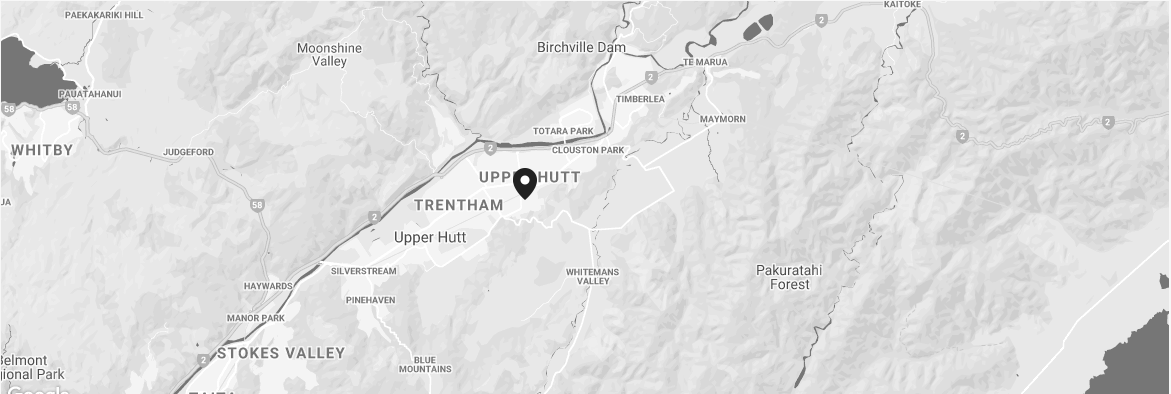 PAEKAKARIKI HILL
KAITOKE
2
Moonshine
Valley
Birchville Dam
TE MARUA
2
PAUATAHANUI
58
58
TIMBERLEA
MAYMORN
2
TOTARA PARK
2
WHITBY
JUDGEFORD
2
CLOUSTON PARK
HUTT
JA
58
TRENTHAM
2
Upper Hutt
SILVERSTREAM
WHITEMANS
VALLEY
Pakuratahi
Forest
HAYWARDS
PINEHAVEN
MANOR PARK
2
STOKES VALLEY
Belmont
ional Park
BLUE
MOUNTAINS
Google